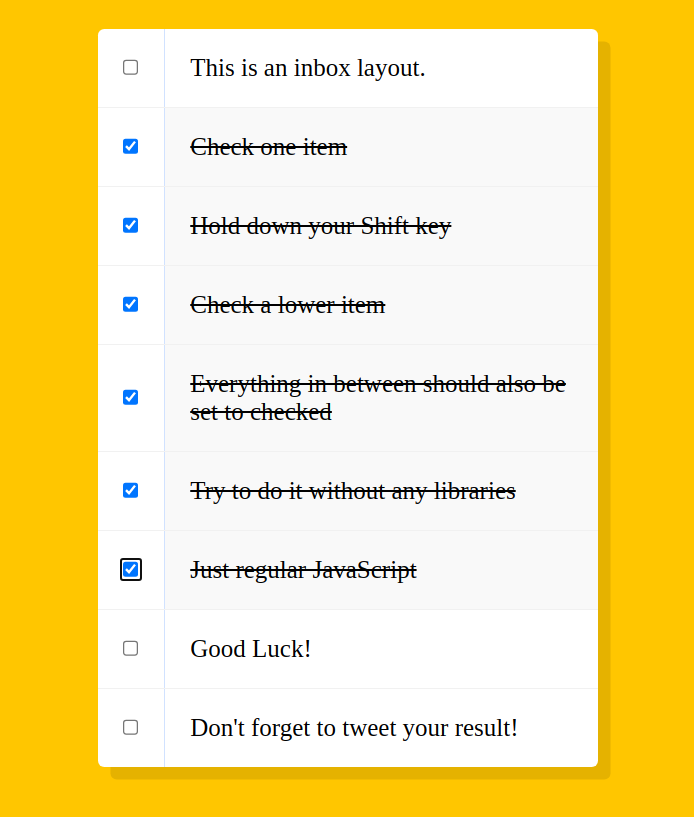 This is an inbox layout.
Check one item
Hold down your Shift key
Check a lower item
Everything in between should also be
set to checked
Try to do it without any libraries
Just regular JavaScript
Good Luck!
Don't forget to tweet your result!